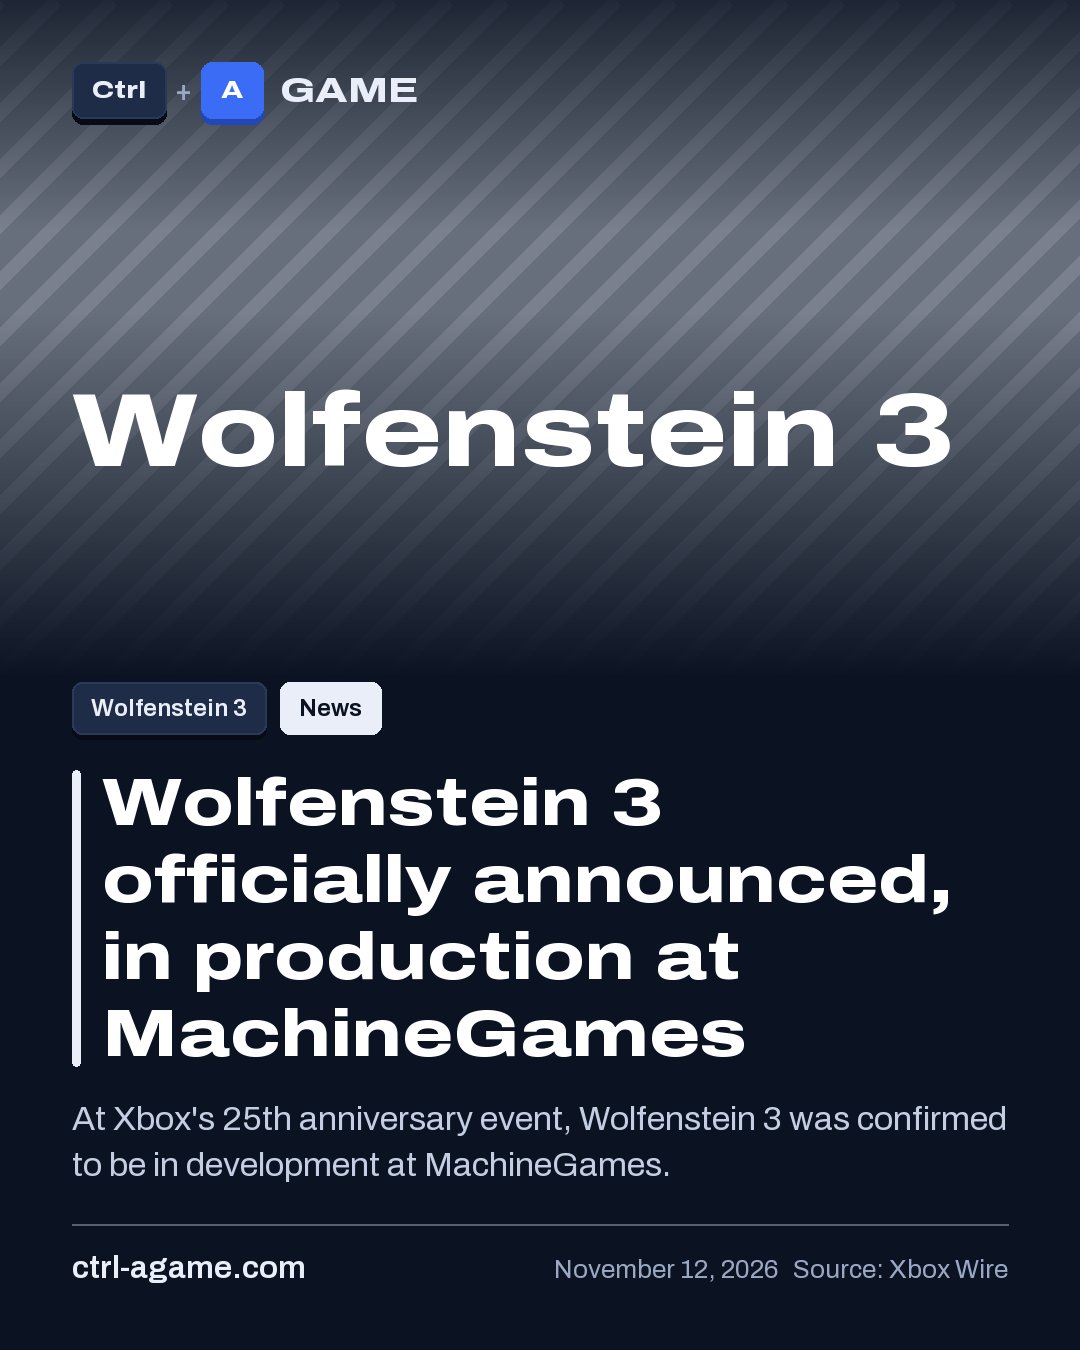 Ctrl + A GAME
Wolfenstein 3
Wolfenstein 3 News
Wolfenstein 3
officially announced,
in production at
MachineGames
At Xbox's 25th anniversary event, Wolfenstein 3 was confirmed
to be in development at MachineGames.
ctrl-agame.com November 12, 2026 Source: Xbox Wire